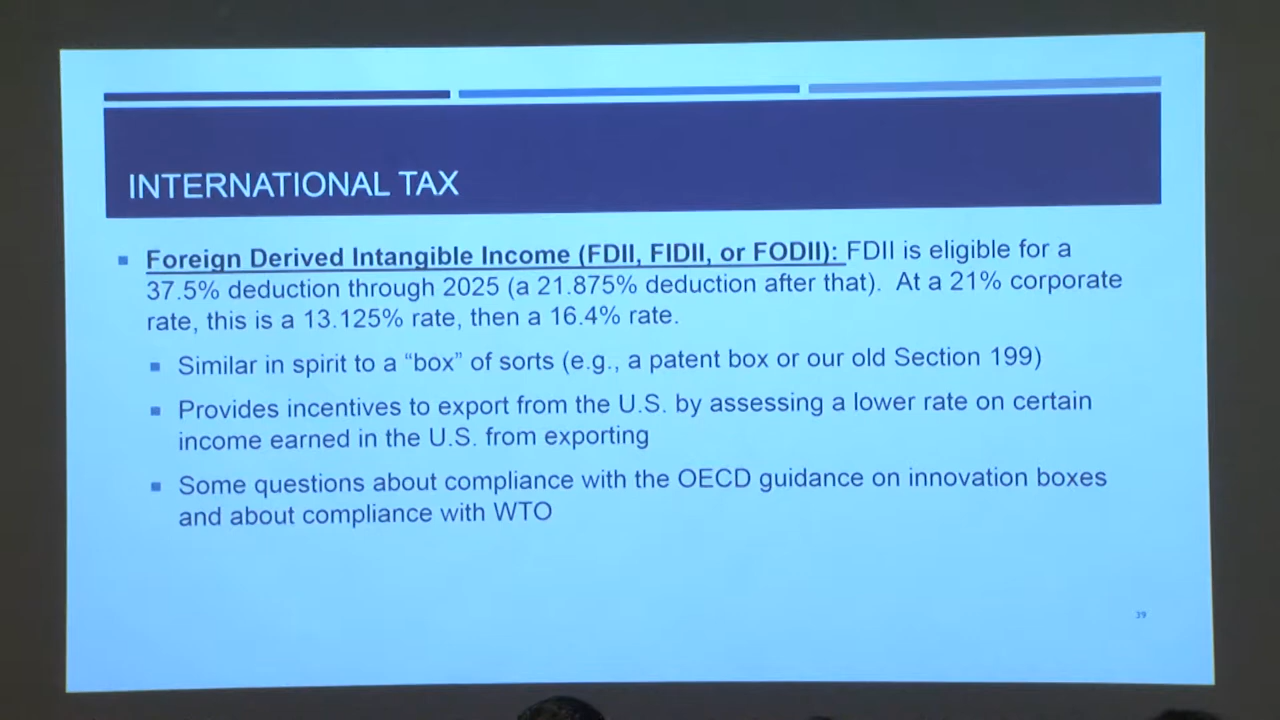 INTERNATIONAL TAX
Foreign Derived Intangible Income (FDII, FIDII, or FODII): FDII is eligible for a
37.5% deduction through 2025 (a 21.875% deduction after that). At a 21% corporate
rate, this is a 13.125% rate, then a 16.4% rate.
Similar in spirit to a “box” of sorts (e.g., a patent box or our old Section 199)
Provides incentives to export from the U.S. by assessing a lower rate on certain
income earned in the U.S. from exporting
Some questions about compliance with the OECD guidance on innovation boxes
and about compliance with WTO
39